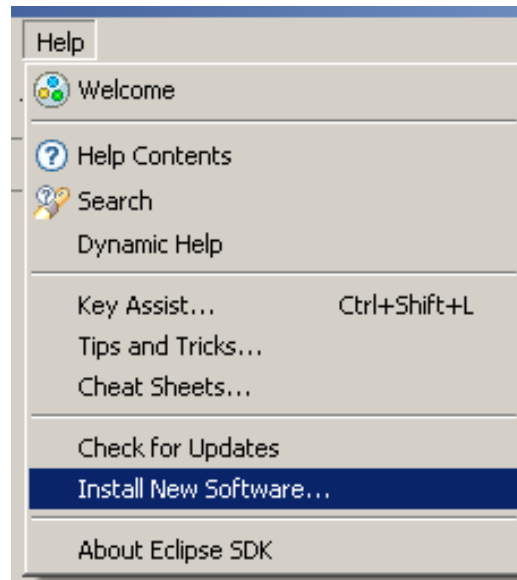 Help
Welcome
Help Contents
Search
Dynamic Help
Key Assist... Ctrl+Shift+L
Tips and Tricks...
Cheat Sheets...
Check for Updates
Install New Software...
About Eclipse SDK